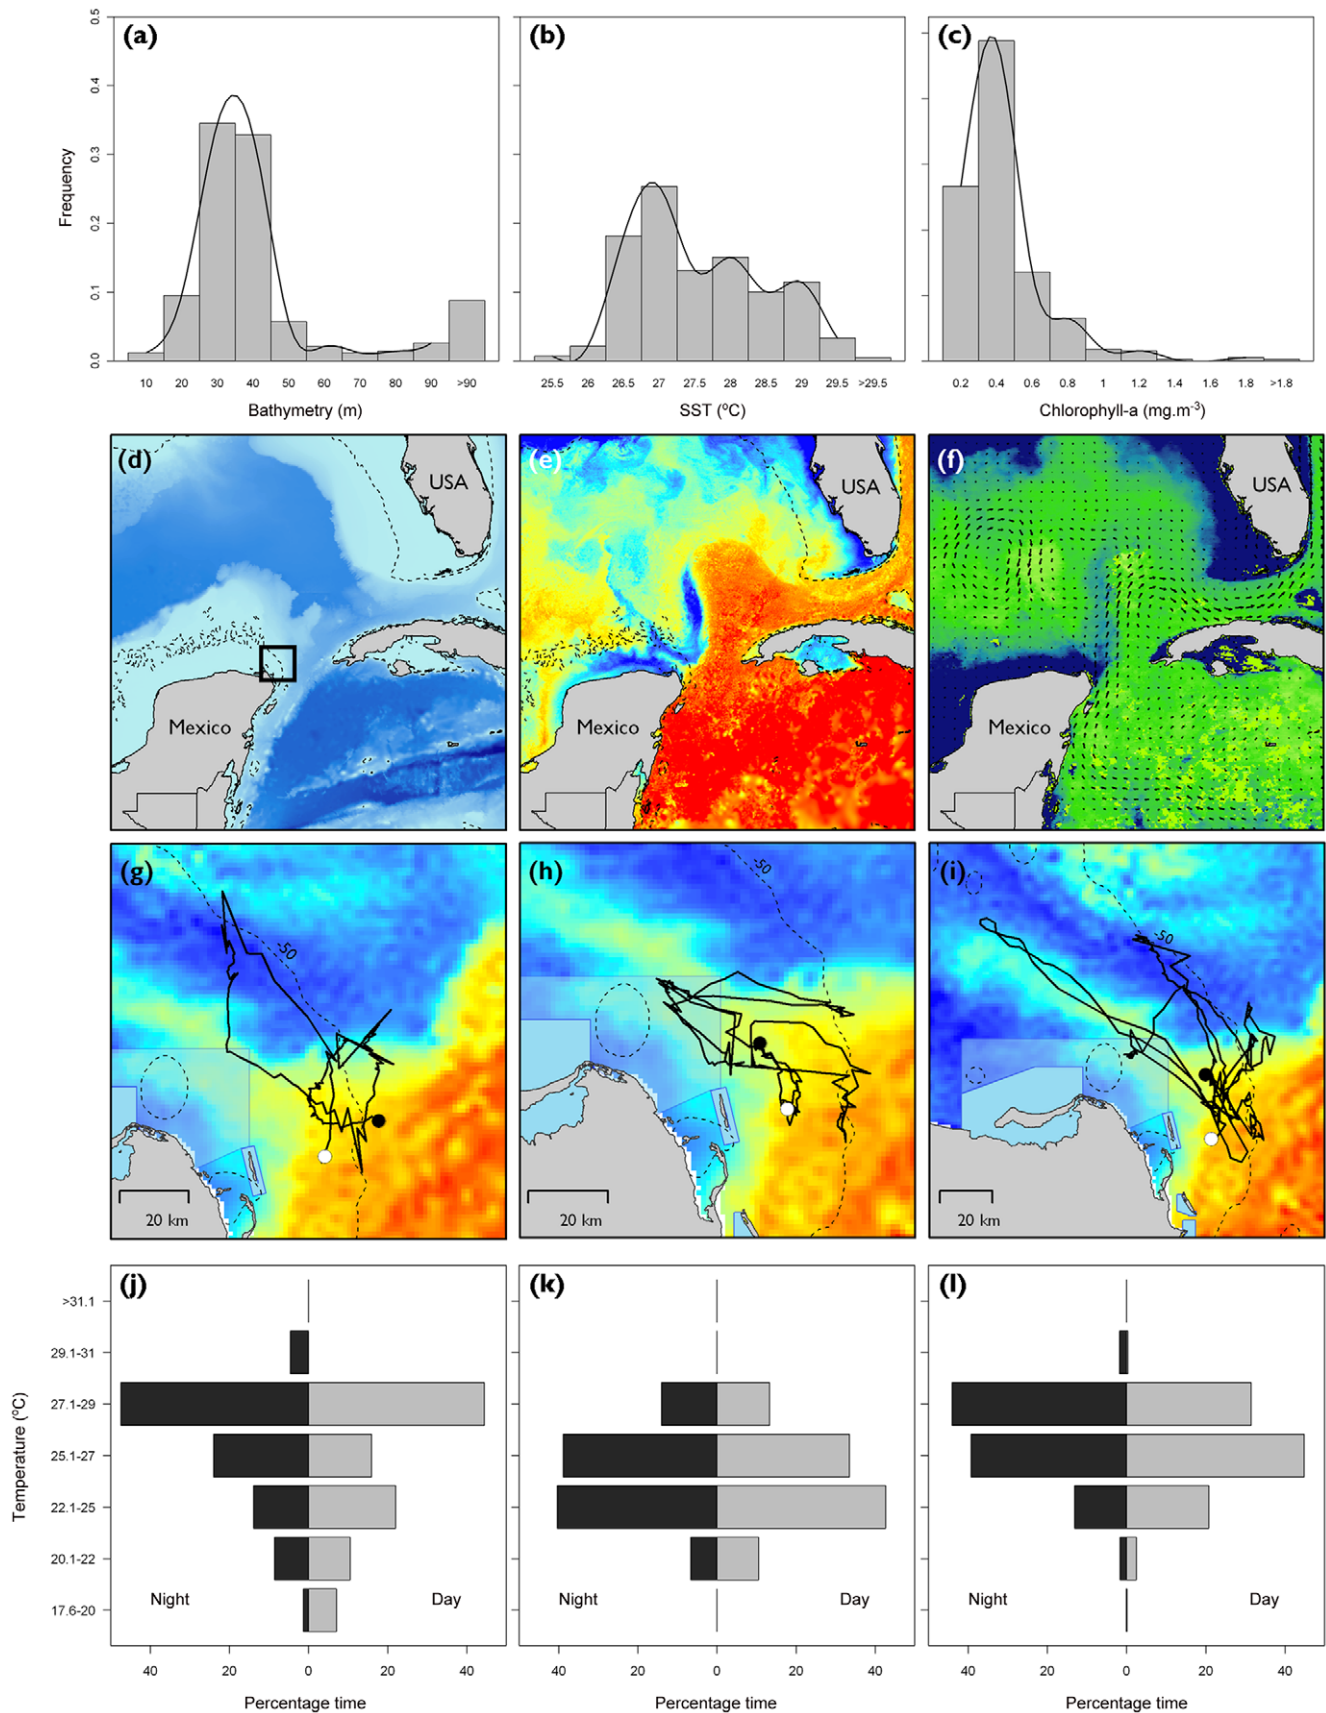 (a) (b) (c)
0.5
0.4
0.3
0.2
0.1
0.0
Frequency
10 20 30 40 50 60 70 80 90 >90
25.5 26 26.5 27 27.5 28 28.5 29 29.5 >29.5
0.2 0.4 0.6 0.8 1 1.2 1.4 1.6 1.8 >1.8
Bathymetry (m)
SST (ºC)
Chlorophyll-a (mg.m-3)
(d) (e) (f)
USA USA USA
Mexico Mexico Mexico
(g) (h) (i)
-50 -50 -50
20 km 20 km 20 km
(j) (k) (l)
Temperature (ºC)
>31.1
29.1-31
27.1-29
25.1-27
22.1-25
20.1-22
17.6-20
Night Day Night Day Night Day
40 20 0 20 40 40 20 0 20 40 40 20 0 20 40
Percentage time Percentage time Percentage time